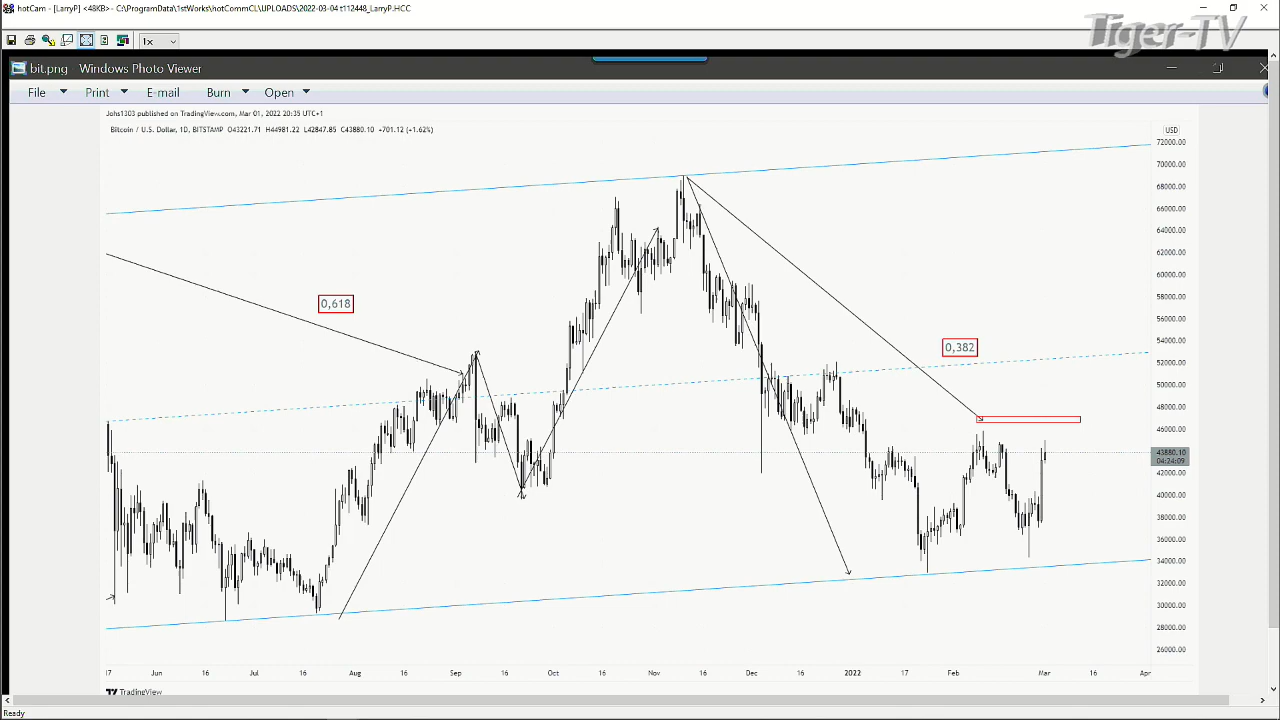 hotCam - [LarryP] <48KB> - C:\ProgramData\1stWorks\hotCommCL\UPLOADS\2022-03-04 t112448_LarryP.HCC
Tiger-TV
1x
bit.png - Windows Photo Viewer
File Print E-mail Burn Open
Johs1303 published on TradingView.com, Mar 01, 2022 20:35 UTC+1
Bitcoin / U.S. Dollar, 1D, BITSTAMP O43221.71 H44981.22 L42847.85 C43880.10 +701.12 (+1.62%)
USD
72000.00
70000.00
68000.00
66000.00
64000.00
62000.00
60000.00
58000.00
56000.00
54000.00
52000.00
50000.00
48000.00
46000.00
43880.10
04:24:09
42000.00
40000.00
38000.00
36000.00
34000.00
32000.00
30000.00
28000.00
26000.00
0,618
0,382
17 Jun 16 Jul 16 Aug 16 Sep 16 Oct 16 Nov 16 Dec 16 2022 17 Feb Mar 16 Apr
TradingView
Ready